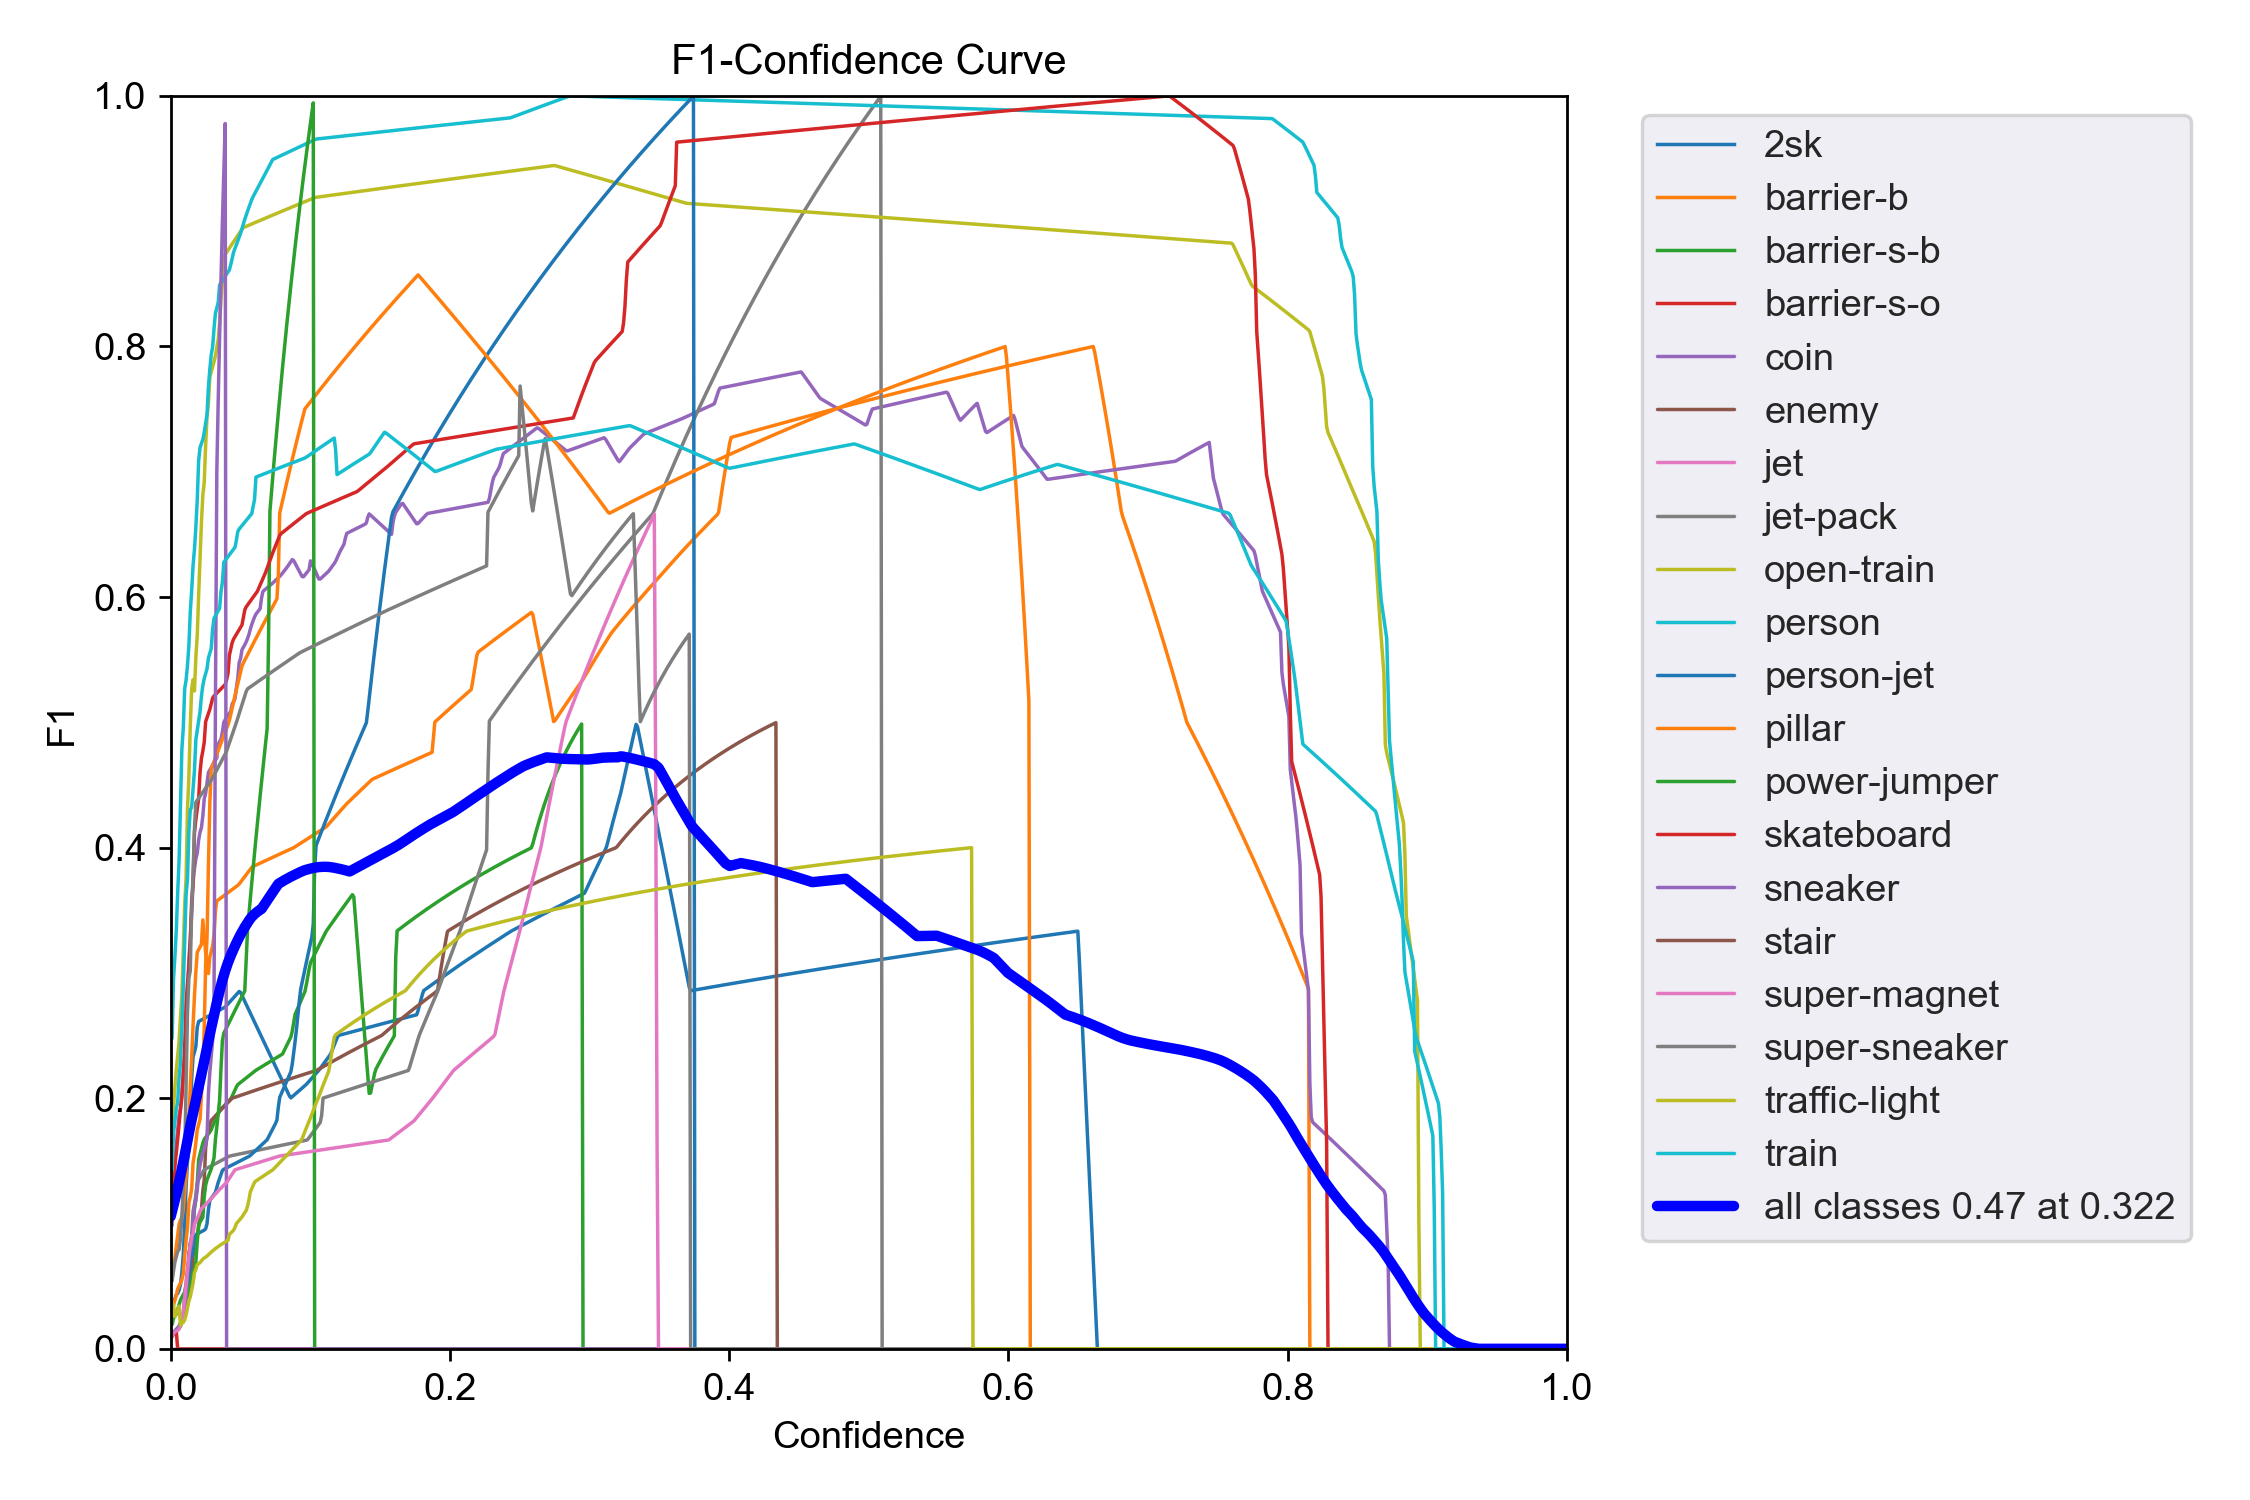 F1-Confidence Curve
1.0
0.8
0.6
0.4
0.2
0.0
F1
0.0 0.2 0.4 0.6 0.8 1.0
Confidence
2sk
barrier-b
barrier-s-b
barrier-s-o
coin
enemy
jet
jet-pack
open-train
person
person-jet
pillar
power-jumper
skateboard
sneaker
stair
super-magnet
super-sneaker
traffic-light
train
all classes 0.47 at 0.322